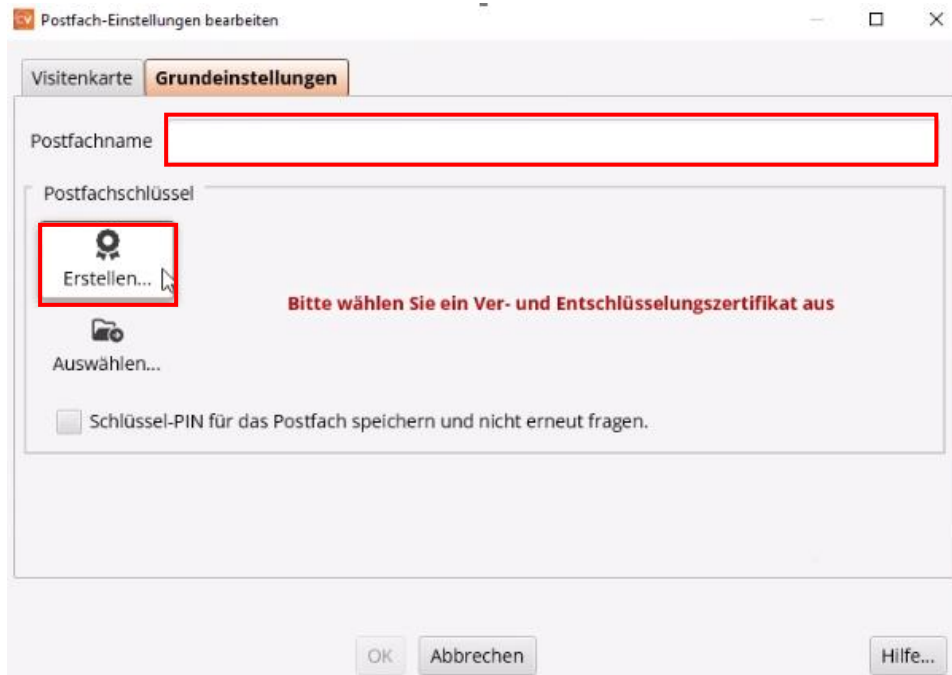 CV Postfach-Einstellungen bearbeiten
Visitenkarte Grundeinstellungen
Postfachname
Postfachschlüssel
Erstellen...
Bitte wählen Sie ein Ver- und Entschlüsselungszertifikat aus
Auswählen...
Schlüssel-PIN für das Postfach speichern und nicht erneut fragen.
OK Abbrechen Hilfe...